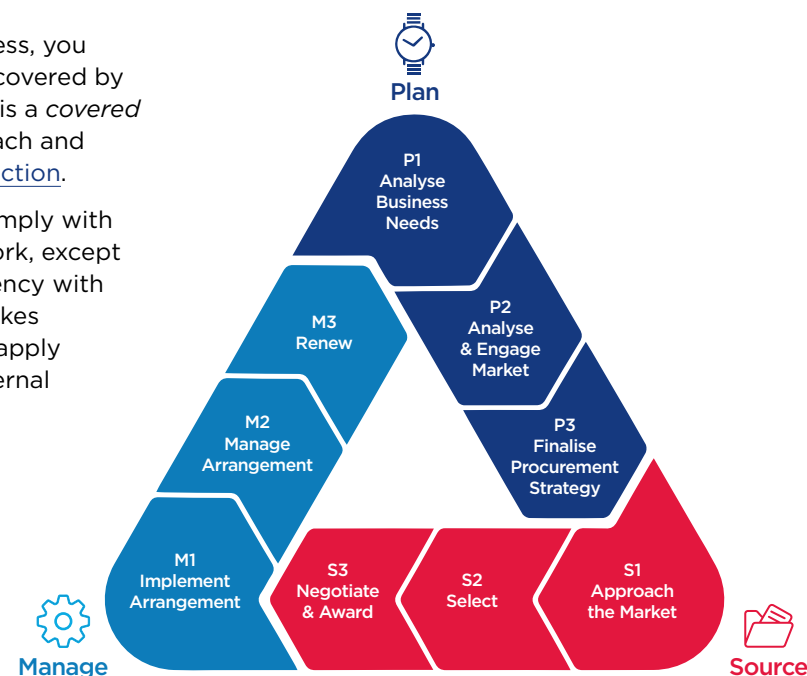 ess, you
covered by
is a covered
ach and
ction.
mply with
ork, except
ency with
kes
apply
ernal
Plan
P1
Analyse
Business
Needs
P2
Analyse
& Engage
Market
P3
Finalise
Procurement
Strategy
S1
Approach
the Market
S2
Select
S3
Negotiate
& Award
M1
Implement
Arrangement
M2
Manage
Arrangement
M3
Renew
Manage
Source